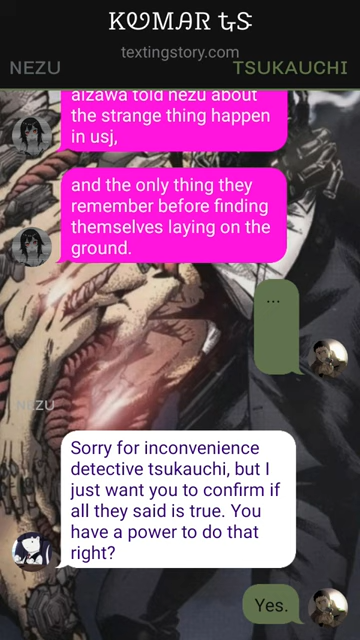 KUMAR GS
textingstory.com
NEZU
TSUKAUCHI
aizawa told nezu about
the strange thing happen
in usj,
and the only thing they
remember before finding
themselves laying on the
ground.
...
NEZU
Sorry for inconvenience
detective tsukauchi, but I
just want you to confirm if
all they said is true. You
have a power to do that
right?
Yes.